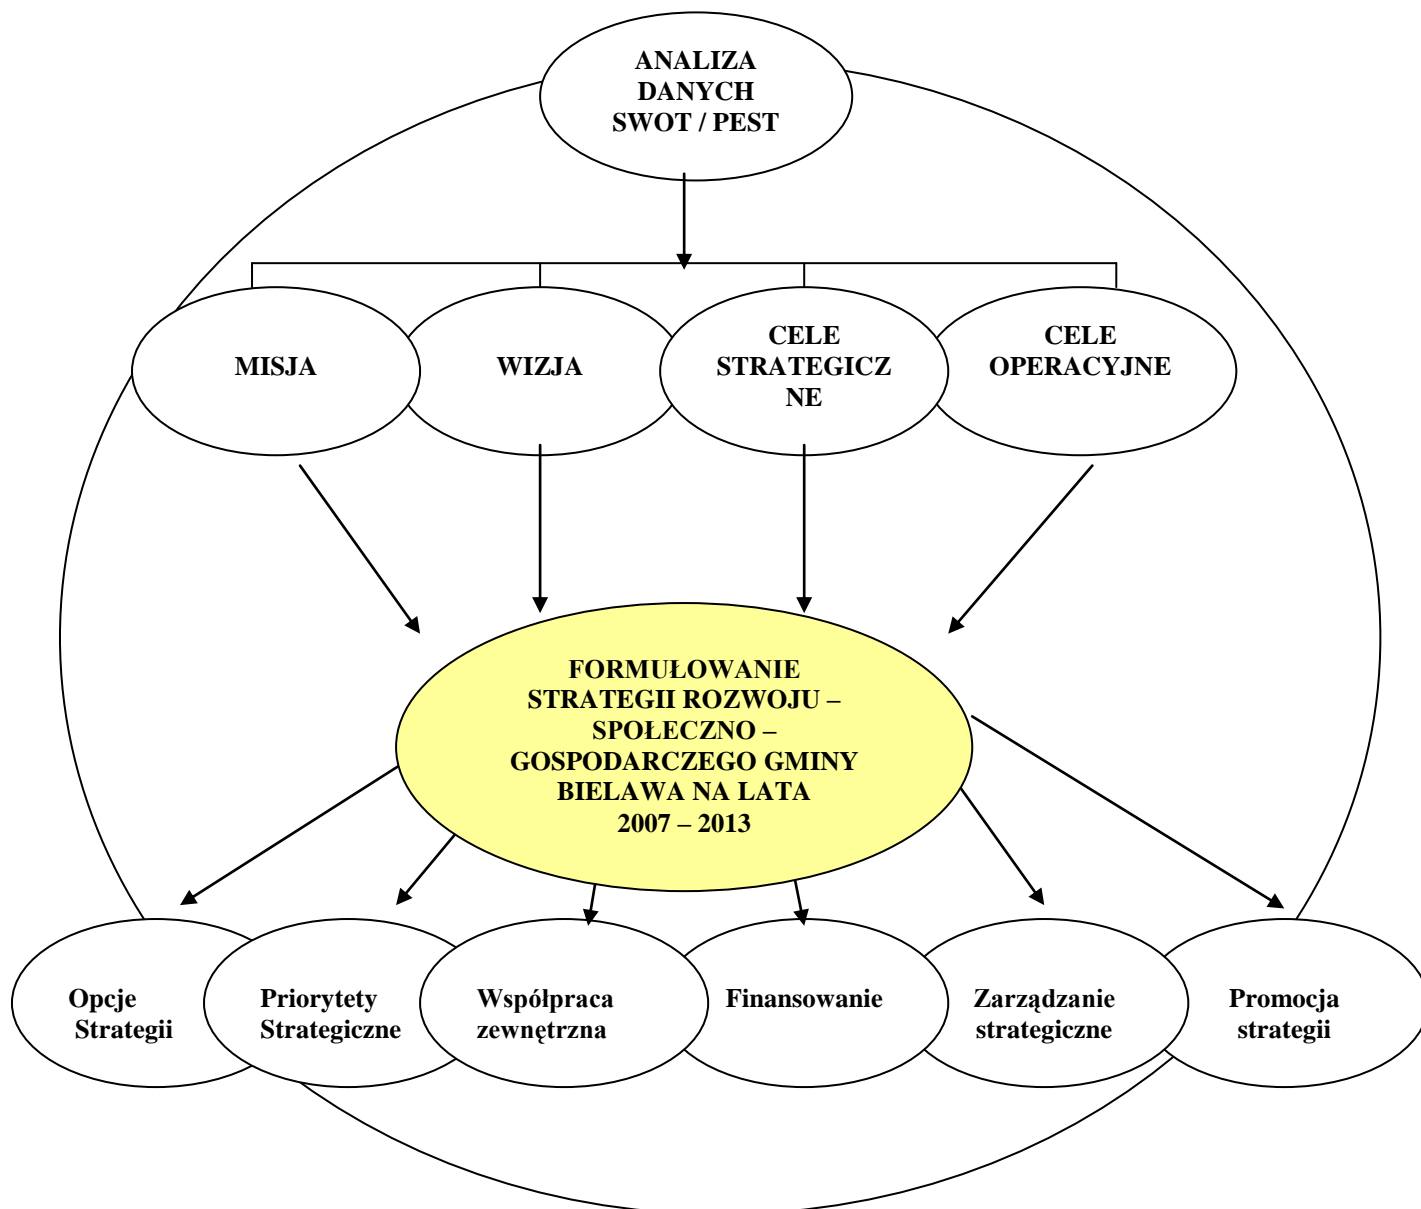 ANALIZA
DANYCH
SWOT / PEST
MISJA
WIZJA
CELE
STRATEGICZ
NE
CELE
OPERACYJNE
FORMUŁOWANIE
STRATEGII ROZWOJU –
SPOŁECZNO –
GOSPODARCZEGO GMINY
BIELAWA NA LATA
2007 – 2013
Opcje
Strategii
Priorytety
Strategiczne
Współpraca
zewnętrzna
Finansowanie
Zarządzanie
strategiczne
Promocja
strategii